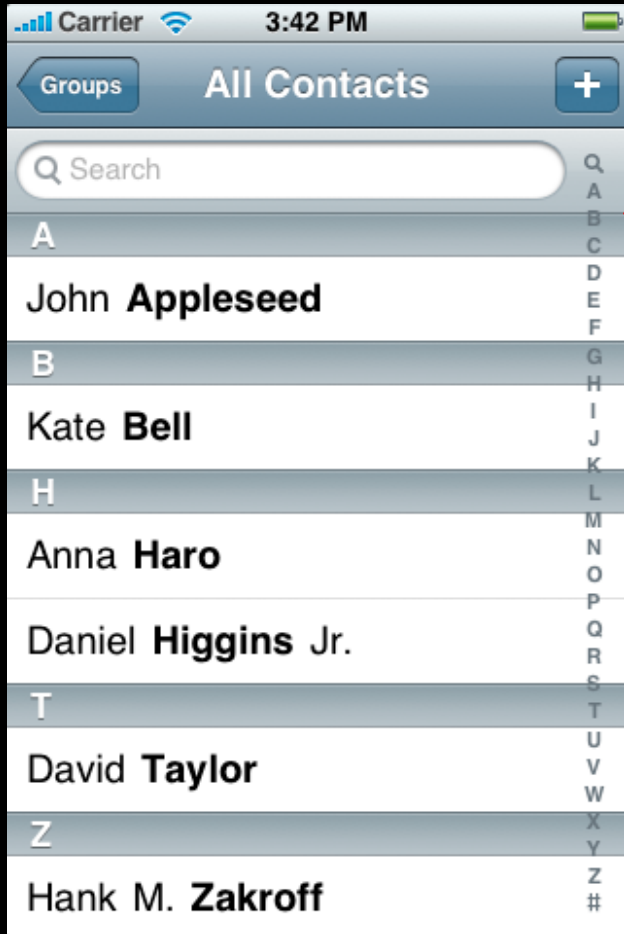 Carrier 3:42 PM
Groups All Contacts +
Search
A
John Appleseed
B
Kate Bell
H
Anna Haro
Daniel Higgins Jr.
T
David Taylor
Z
Hank M. Zakroff
A
B
C
D
E
F
G
H
I
J
K
L
M
N
O
P
Q
R
S
T
U
V
W
X
Y
Z
#